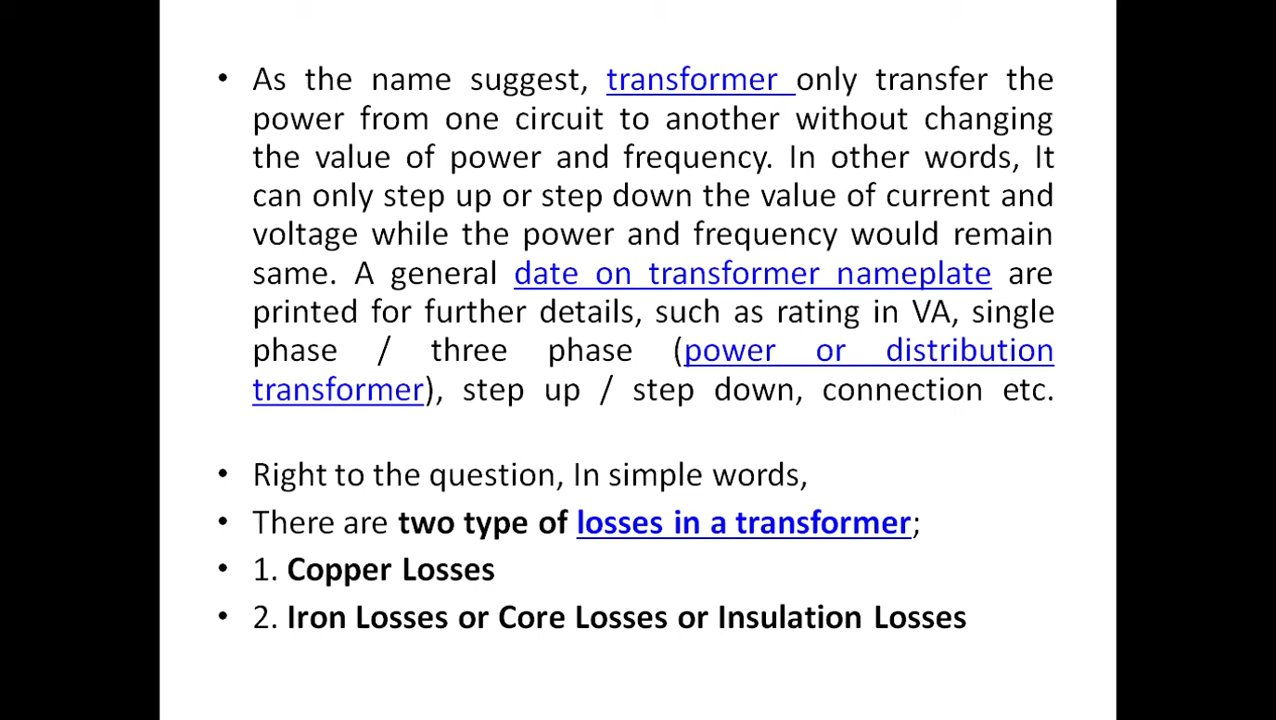 • As the name suggest, transformer only transfer the
power from one circuit to another without changing
the value of power and frequency. In other words, It
can only step up or step down the value of current and
voltage while the power and frequency would remain
same. A general date on transformer nameplate are
printed for further details, such as rating in VA, single
phase / three phase (power or distribution
transformer), step up / step down, connection etc.
• Right to the question, In simple words,
• There are two type of losses in a transformer;
• 1. Copper Losses
• 2. Iron Losses or Core Losses or Insulation Losses